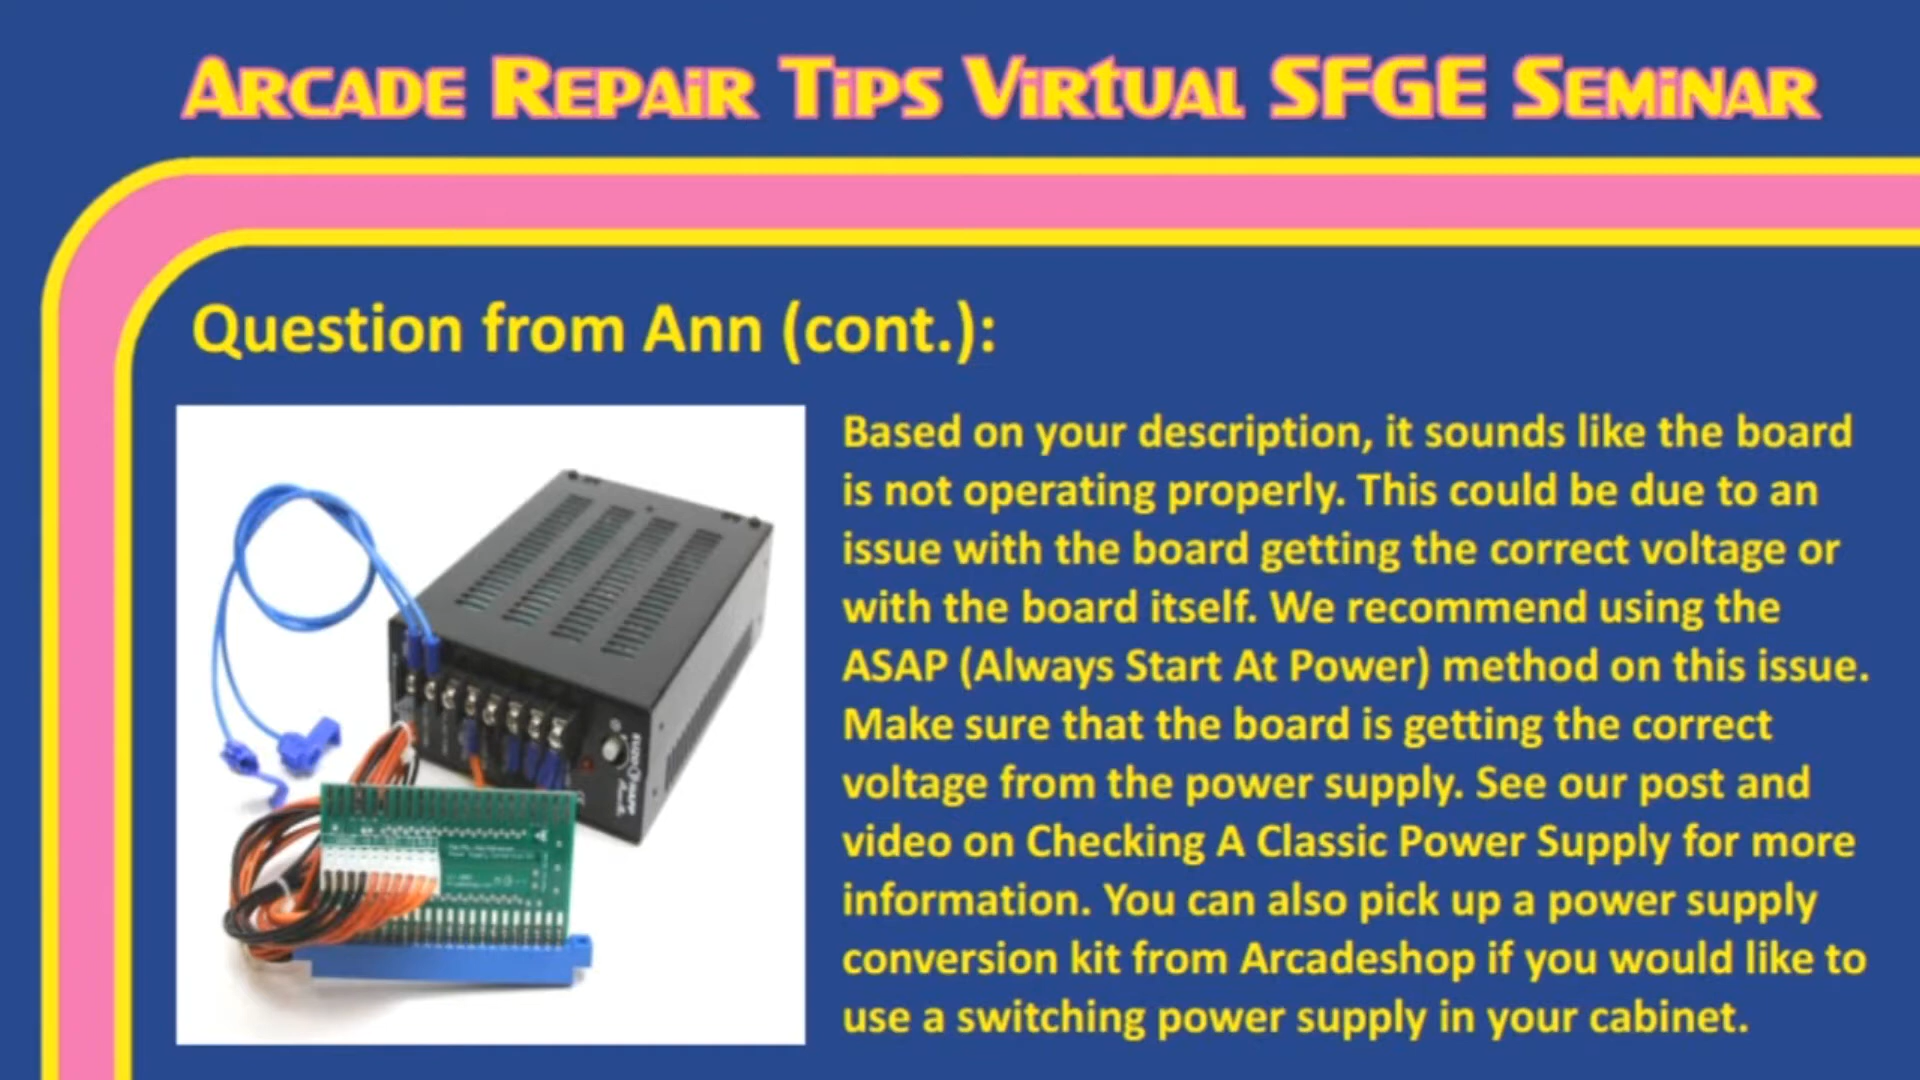 Arcade Repair Tips Virtual SFGE Seminar
Question from Ann (cont.):
Based on your description, it sounds like the board
is not operating properly. This could be due to an
issue with the board getting the correct voltage or
with the board itself. We recommend using the
ASAP (Always Start At Power) method on this issue.
Make sure that the board is getting the correct
voltage from the power supply. See our post and
video on Checking A Classic Power Supply for more
information. You can also pick up a power supply
conversion kit from Arcadeshop if you would like to
use a switching power supply in your cabinet.